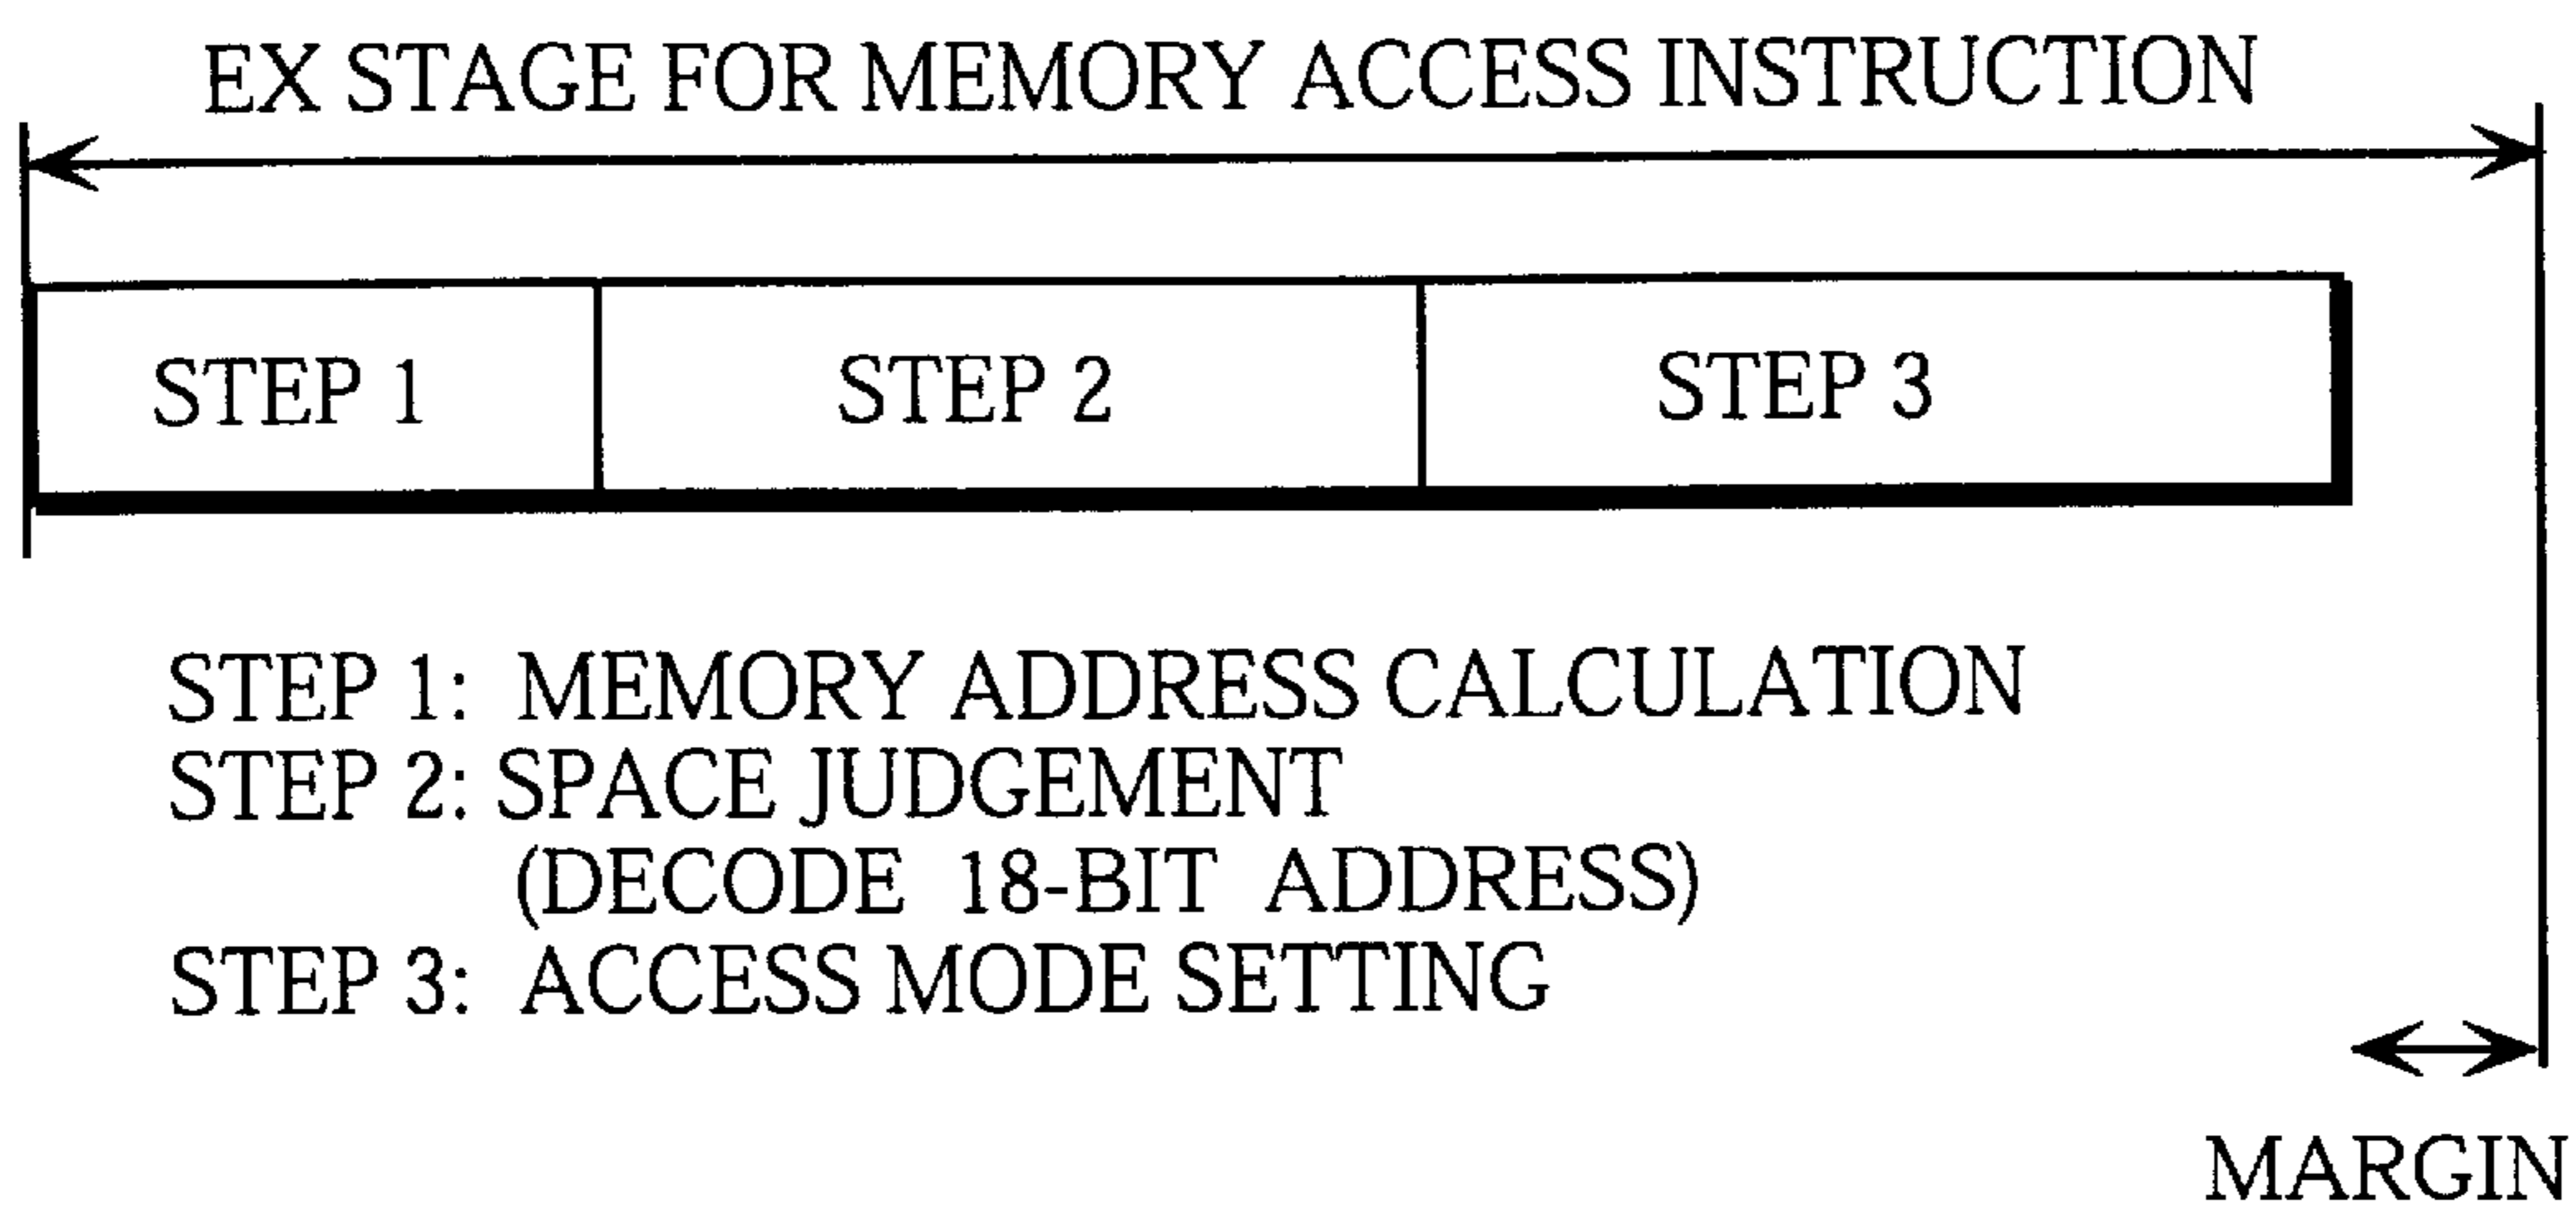 EX STAGE FOR MEMORY ACCESS INSTRUCTION
STEP 1 STEP 2 STEP 3
STEP 1: MEMORY ADDRESS CALCULATION
STEP 2: SPACE JUDGEMENT
(DECODE 18-BIT ADDRESS)
STEP 3: ACCESS MODE SETTING
MARGIN